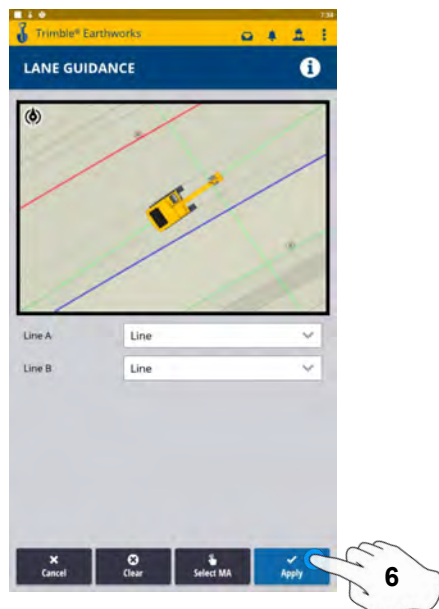 7:58
Trimble® Earthworks
LANE GUIDANCE
i
Line A Line
Line B Line
Cancel Clear Select MA Apply
6